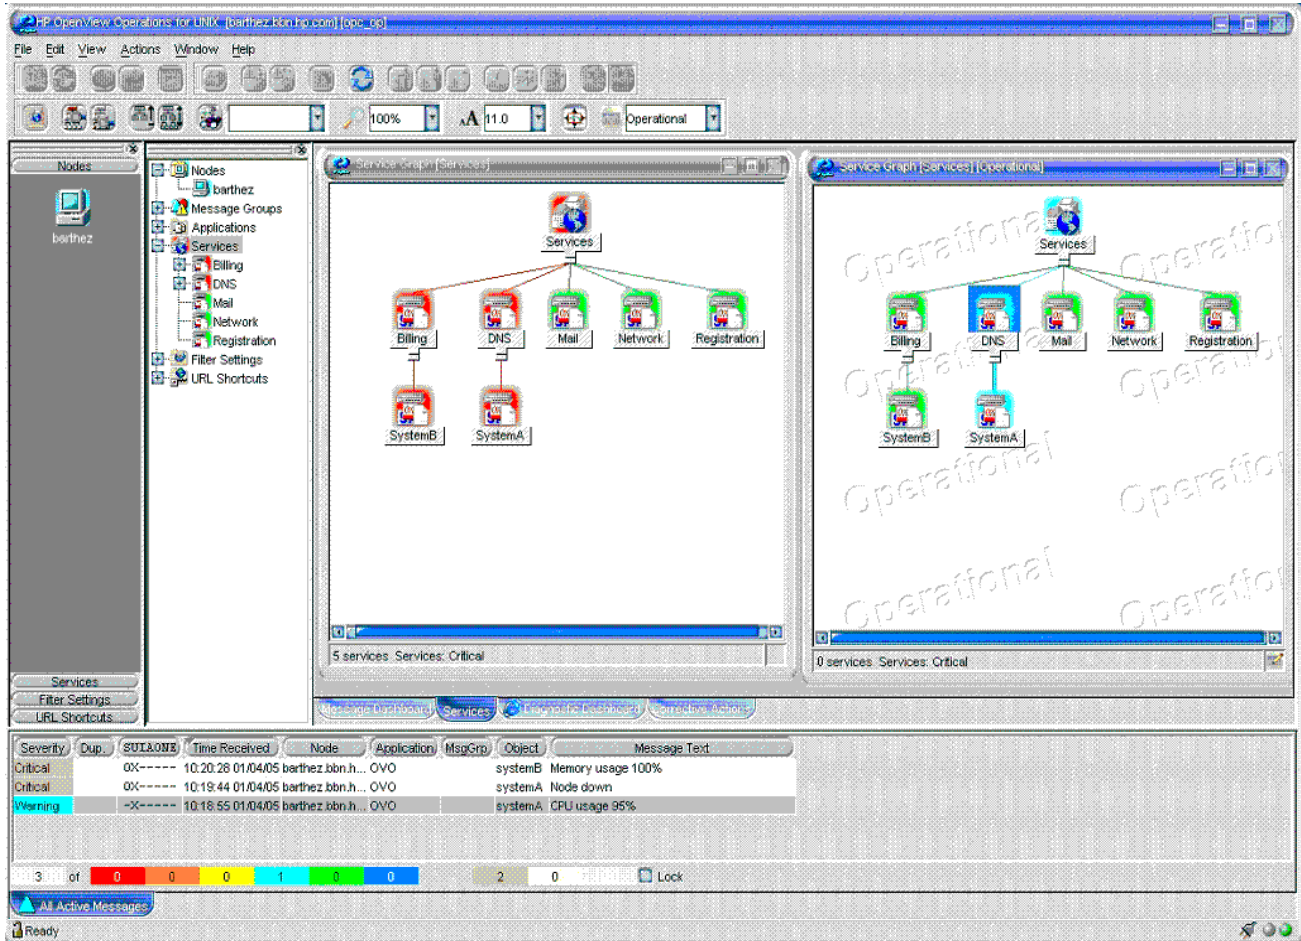 HP OpenView Operations for UNIX [barthez.bbn.hp.com] [opc_op]
File Edit View Actions Window Help
100% A 11.0 Operational
Nodes
barthez
Services
Filter Settings
URL Shortcuts
Nodes
barthez
Message Groups
Applications
Services
Billing
DNS
Mail
Network
Registration
Filter Settings
URL Shortcuts
Service Graph [Services]
Services
Billing DNS Mail Network Registration
SystemB SystemA
5 services Services: Critical
Service Graph [Services] [Operational]
Operational
Operational
Operational
Operational
Operational
Operational
Operational
Operational
Services
Billing DNS Mail Network Registration
SystemB SystemA
0 services Services: Critical
Message Dashboard Services Diagnostic Dashboard Corrective Actions
Severity Dup. SUIAONE Time Received Node Application MsgGrp Object Message Text
Critical 0X----- 10:20:28 01/04/05 barthez.bbn.h... OVO systemB Memory usage 100%
Critical 0X----- 10:19:44 01/04/05 barthez.bbn.h... OVO systemA Node down
Warning -X----- 10:18:55 01/04/05 barthez.bbn.h... OVO systemA CPU usage 95%
3 of 0 0 0 1 0 0 2 0 Lock
All Active Messages
Ready